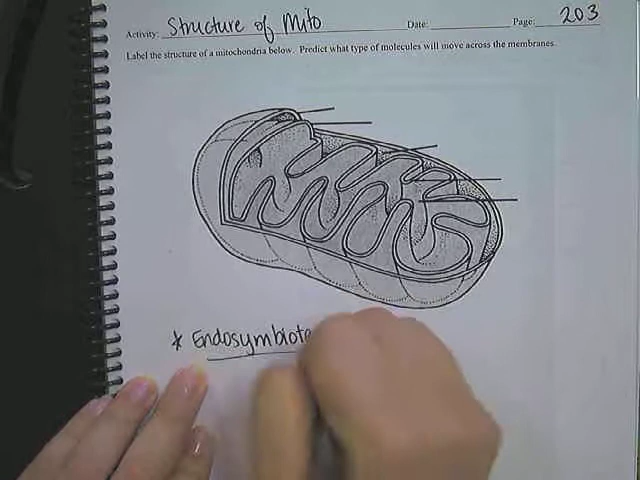 Activity: Structure of Mito Date: Page: 203
Label the structure of a mitochondria below. Predict what type of molecules will move across the membranes.
* Endosymbiot